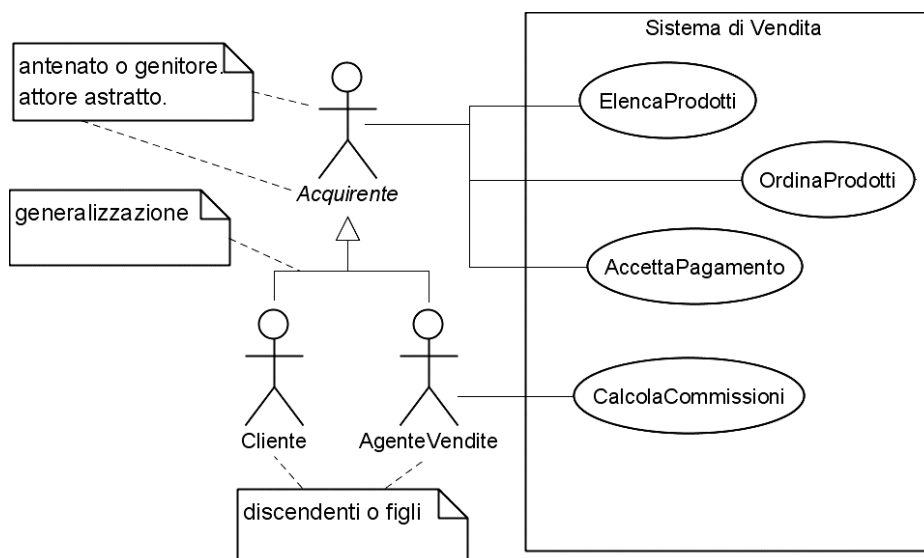 Sistema di Vendita
antenato o genitore.
attore astratto.
ElencaProdotti
OrdinaProdotti
Acquirente
generalizzazione
AccettaPagamento
CalcolaCommissioni
Cliente
AgenteVendite
discendenti o figli